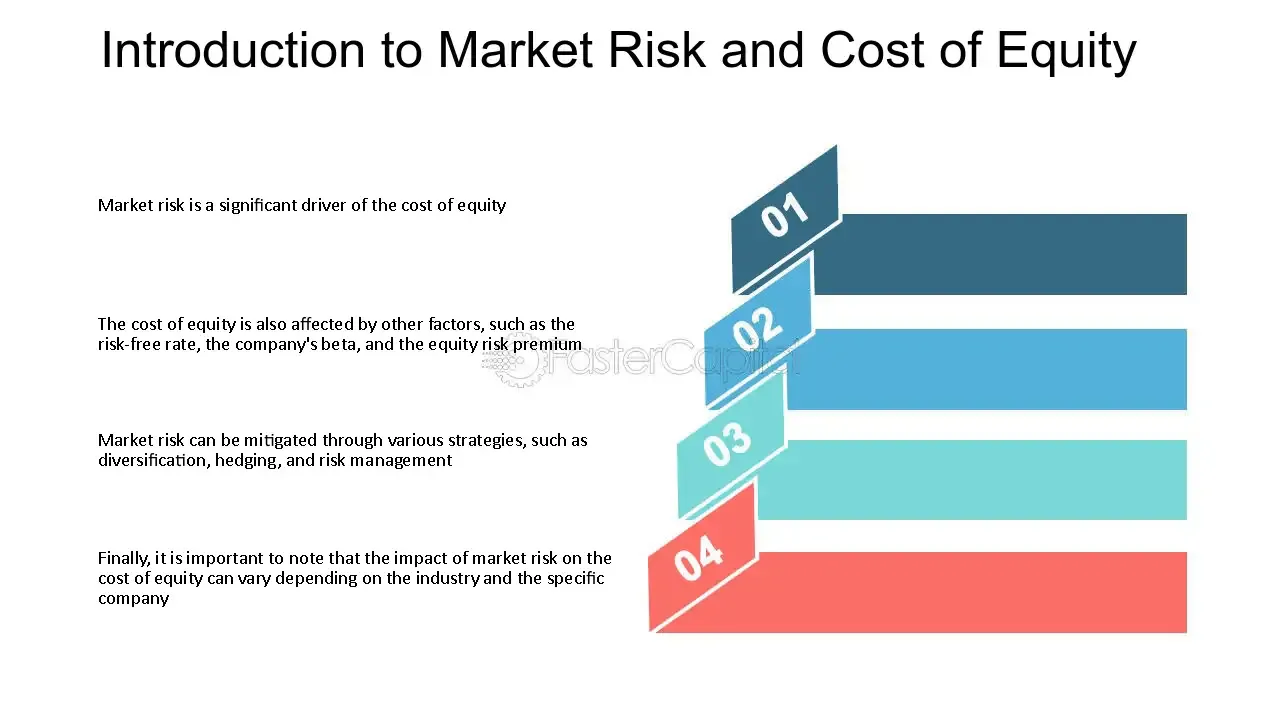 Introduction to Market Risk and Cost of Equity
Market risk is a significant driver of the cost of equity
01
The cost of equity is also affected by other factors, such as the
risk-free rate, the company's beta, and the equity risk premium
02
FasterCapital
Market risk can be mitigated through various strategies, such as
diversification, hedging, and risk management
03
Finally, it is important to note that the impact of market risk on the
cost of equity can vary depending on the industry and the specific
company
04